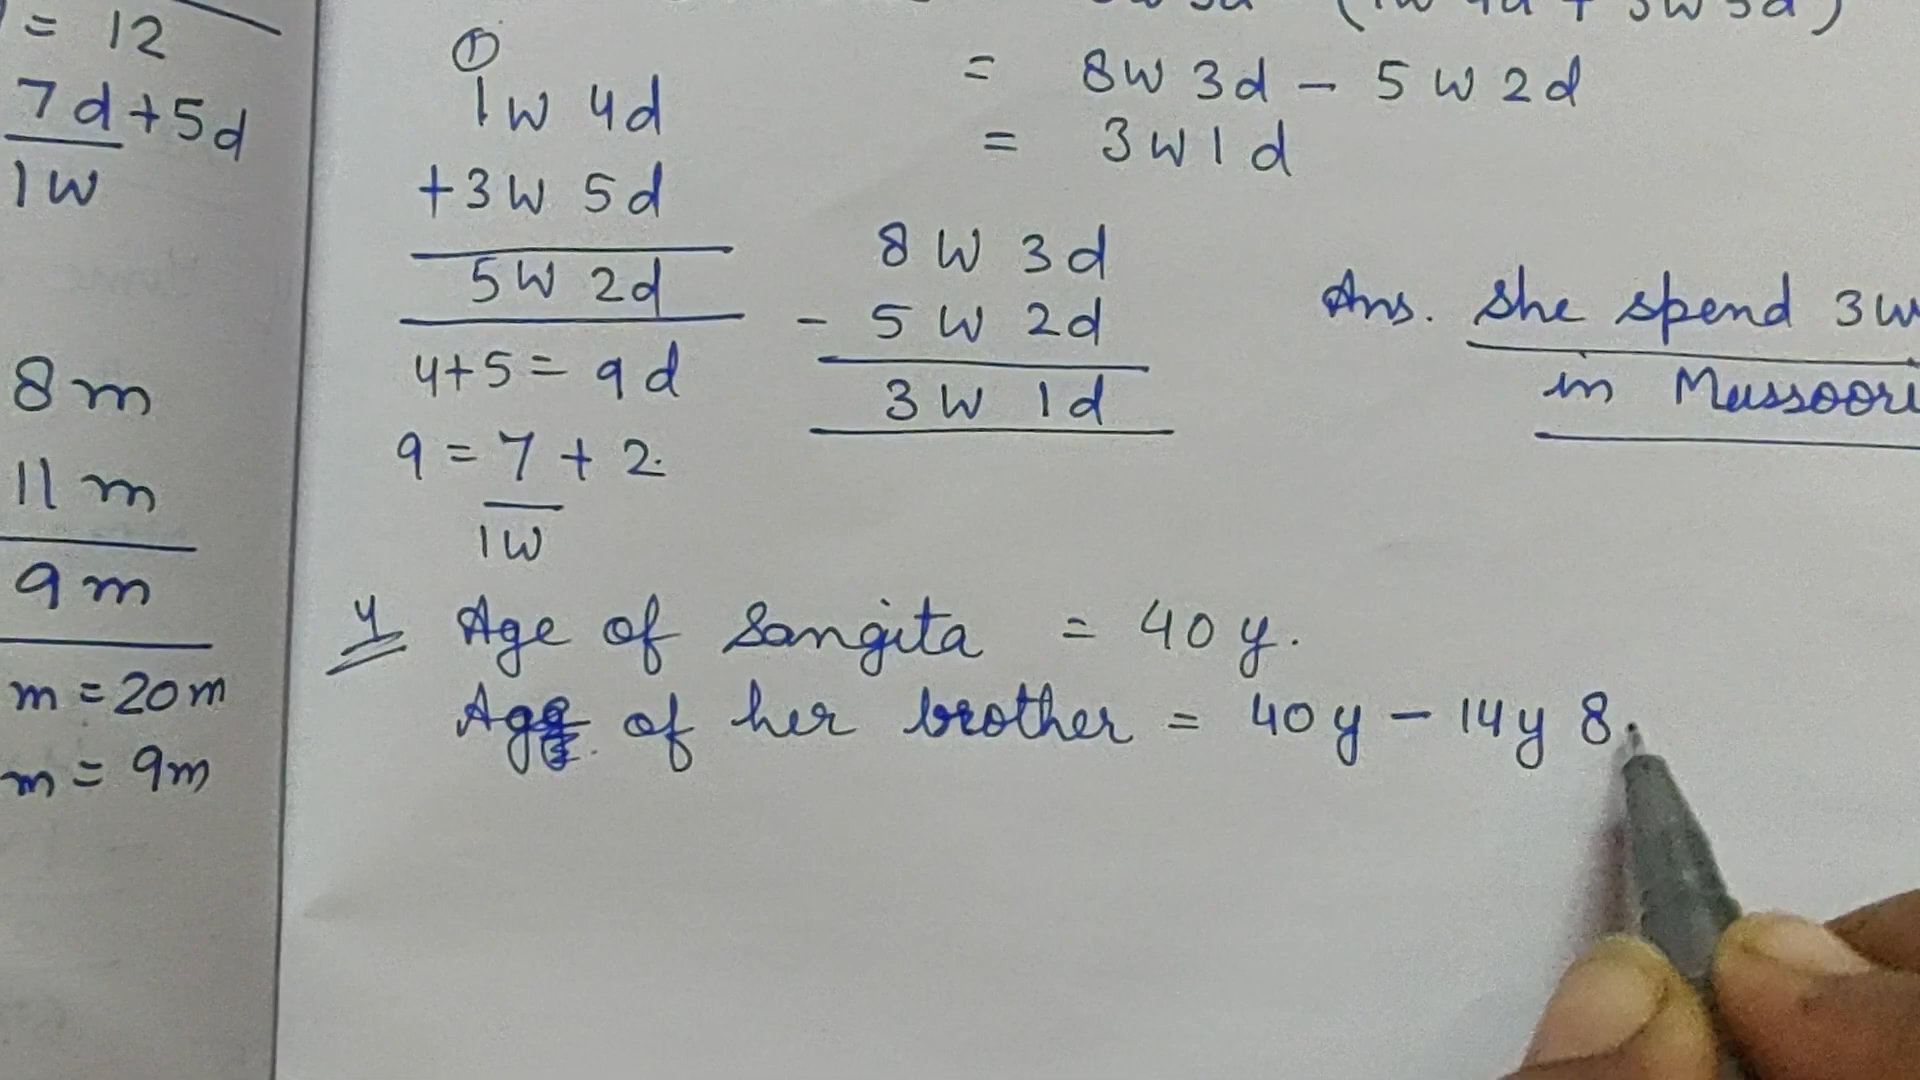 = 12
7d + 5d
1w
8m
11m
9m
m = 20m
m = 9m
1
1w 4d
+3w 5d
5w 2d
4+5 = 9d
9 = 7 + 2.
1w
= 8w 3d - 5w 2d
= 3w 1d
8w 3d
- 5w 2d
3w 1d
Ans. She spend 3w
in Mussoori
4 Age of Sangita = 40y.
Age of her brother = 40y - 14y 8